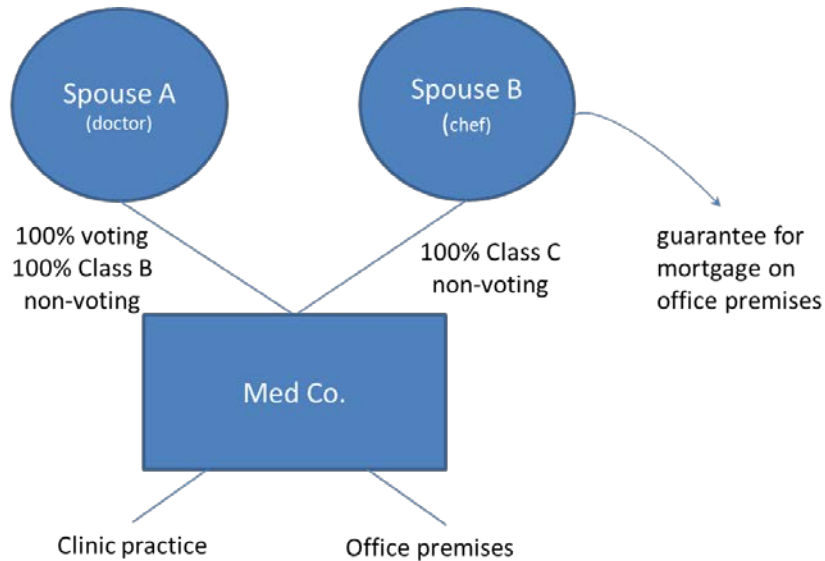 Spouse A
(doctor)
Spouse B
(chef)
100% voting
100% Class B
non-voting
100% Class C
non-voting
guarantee for
mortgage on
office premises
Med Co.
Clinic practice
Office premises